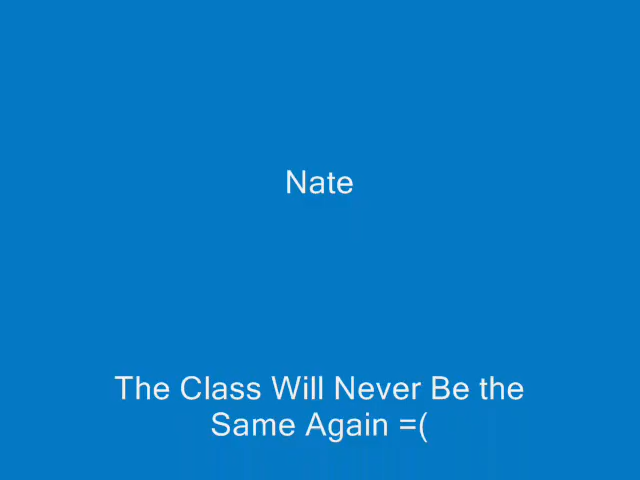 Nate
The Class Will Never Be the
Same Again =(